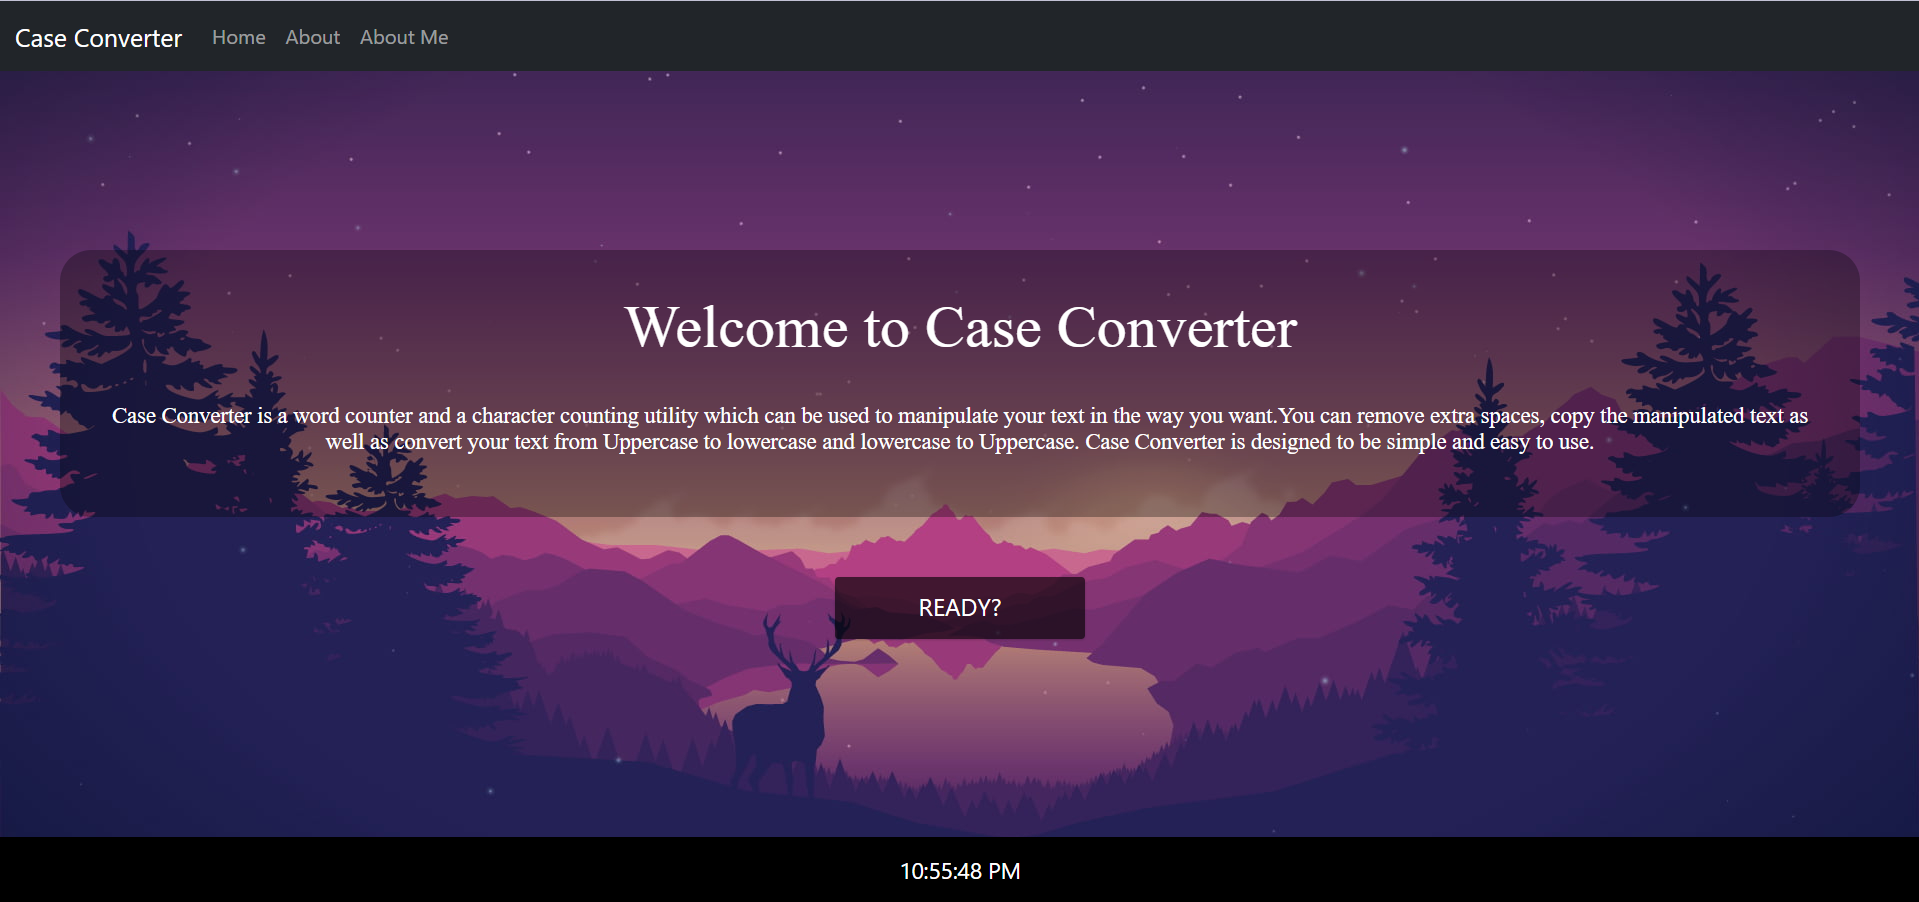 Case Converter Home About About Me
Welcome to Case Converter
Case Converter is a word counter and a character counting utility which can be used to manipulate your text in the way you want.You can remove extra spaces, copy the manipulated text as
well as convert your text from Uppercase to lowercase and lowercase to Uppercase. Case Converter is designed to be simple and easy to use.
READY?
10:55:48 PM